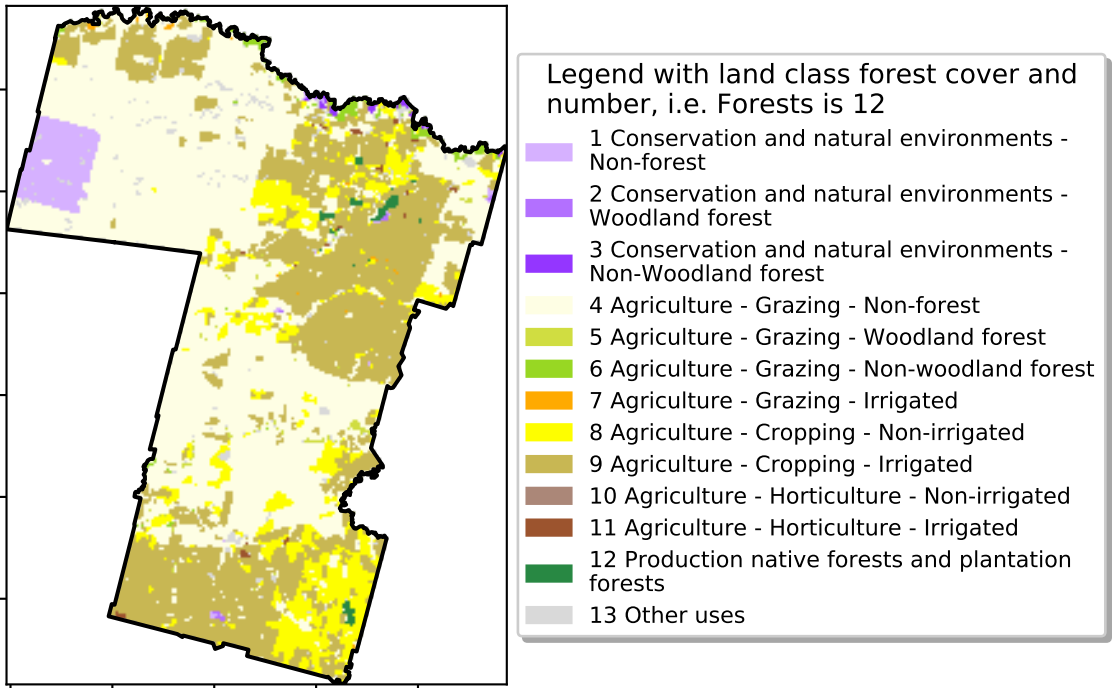 Legend with land class forest cover and
number, i.e. Forests is 12
1 Conservation and natural environments -
Non-forest
2 Conservation and natural environments -
Woodland forest
3 Conservation and natural environments -
Non-Woodland forest
4 Agriculture - Grazing - Non-forest
5 Agriculture - Grazing - Woodland forest
6 Agriculture - Grazing - Non-woodland forest
7 Agriculture - Grazing - Irrigated
8 Agriculture - Cropping - Non-irrigated
9 Agriculture - Cropping - Irrigated
10 Agriculture - Horticulture - Non-irrigated
11 Agriculture - Horticulture - Irrigated
12 Production native forests and plantation
forests
13 Other uses